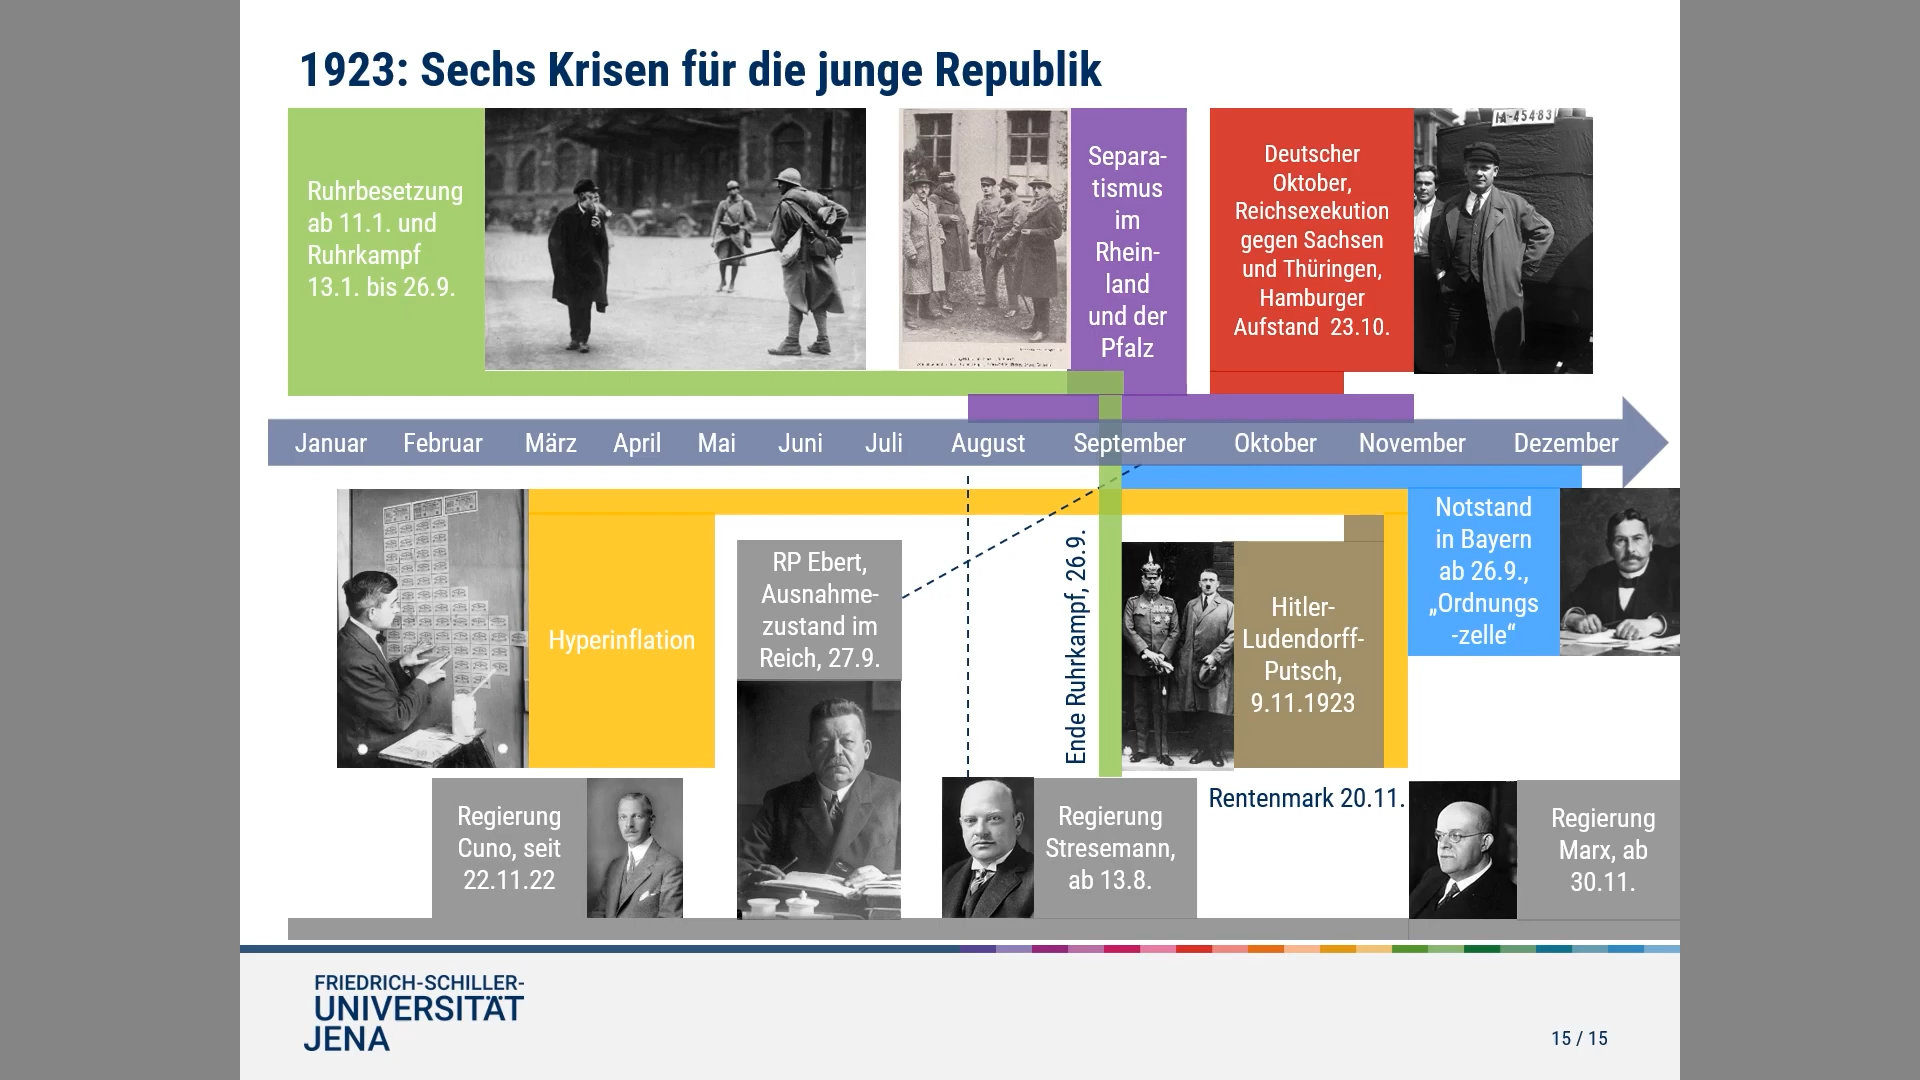 1923: Sechs Krisen für die junge Republik
Ruhrbesetzung
ab 11.1. und
Ruhrkampf
13.1. bis 26.9.
Separa-
tismus
im
Rhein-
land
und der
Pfalz
Deutscher
Oktober,
Reichsexekution
gegen Sachsen
und Thüringen,
Hamburger
Aufstand 23.10.
IA-45483
Januar Februar März April Mai Juni Juli August September Oktober November Dezember
Hyperinflation
RP Ebert,
Ausnahme-
zustand im
Reich, 27.9.
Ende Ruhrkampf, 26.9.
Hitler-
Ludendorff-
Putsch,
9.11.1923
Notstand
in Bayern
ab 26.9.,
„Ordnungs
-zelle“
Regierung
Cuno, seit
22.11.22
Regierung
Stresemann,
ab 13.8.
Rentenmark 20.11.
Regierung
Marx, ab
30.11.
FRIEDRICH-SCHILLER-
UNIVERSITÄT
JENA
15 / 15